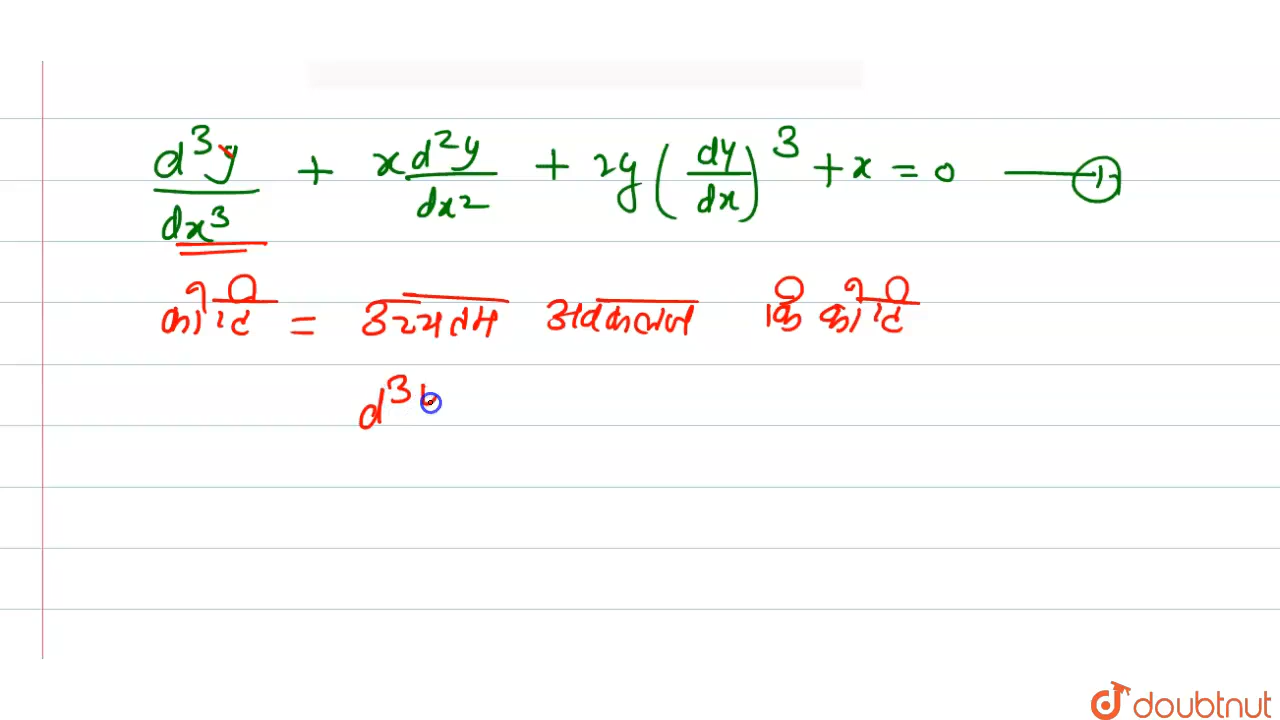 d³y/dx³ + x d²y/dx² + 2y (dy/dx)³ + x = 0 — ①
कोटि = उच्चतम अवकलज की कोटि
d³
doubtnut